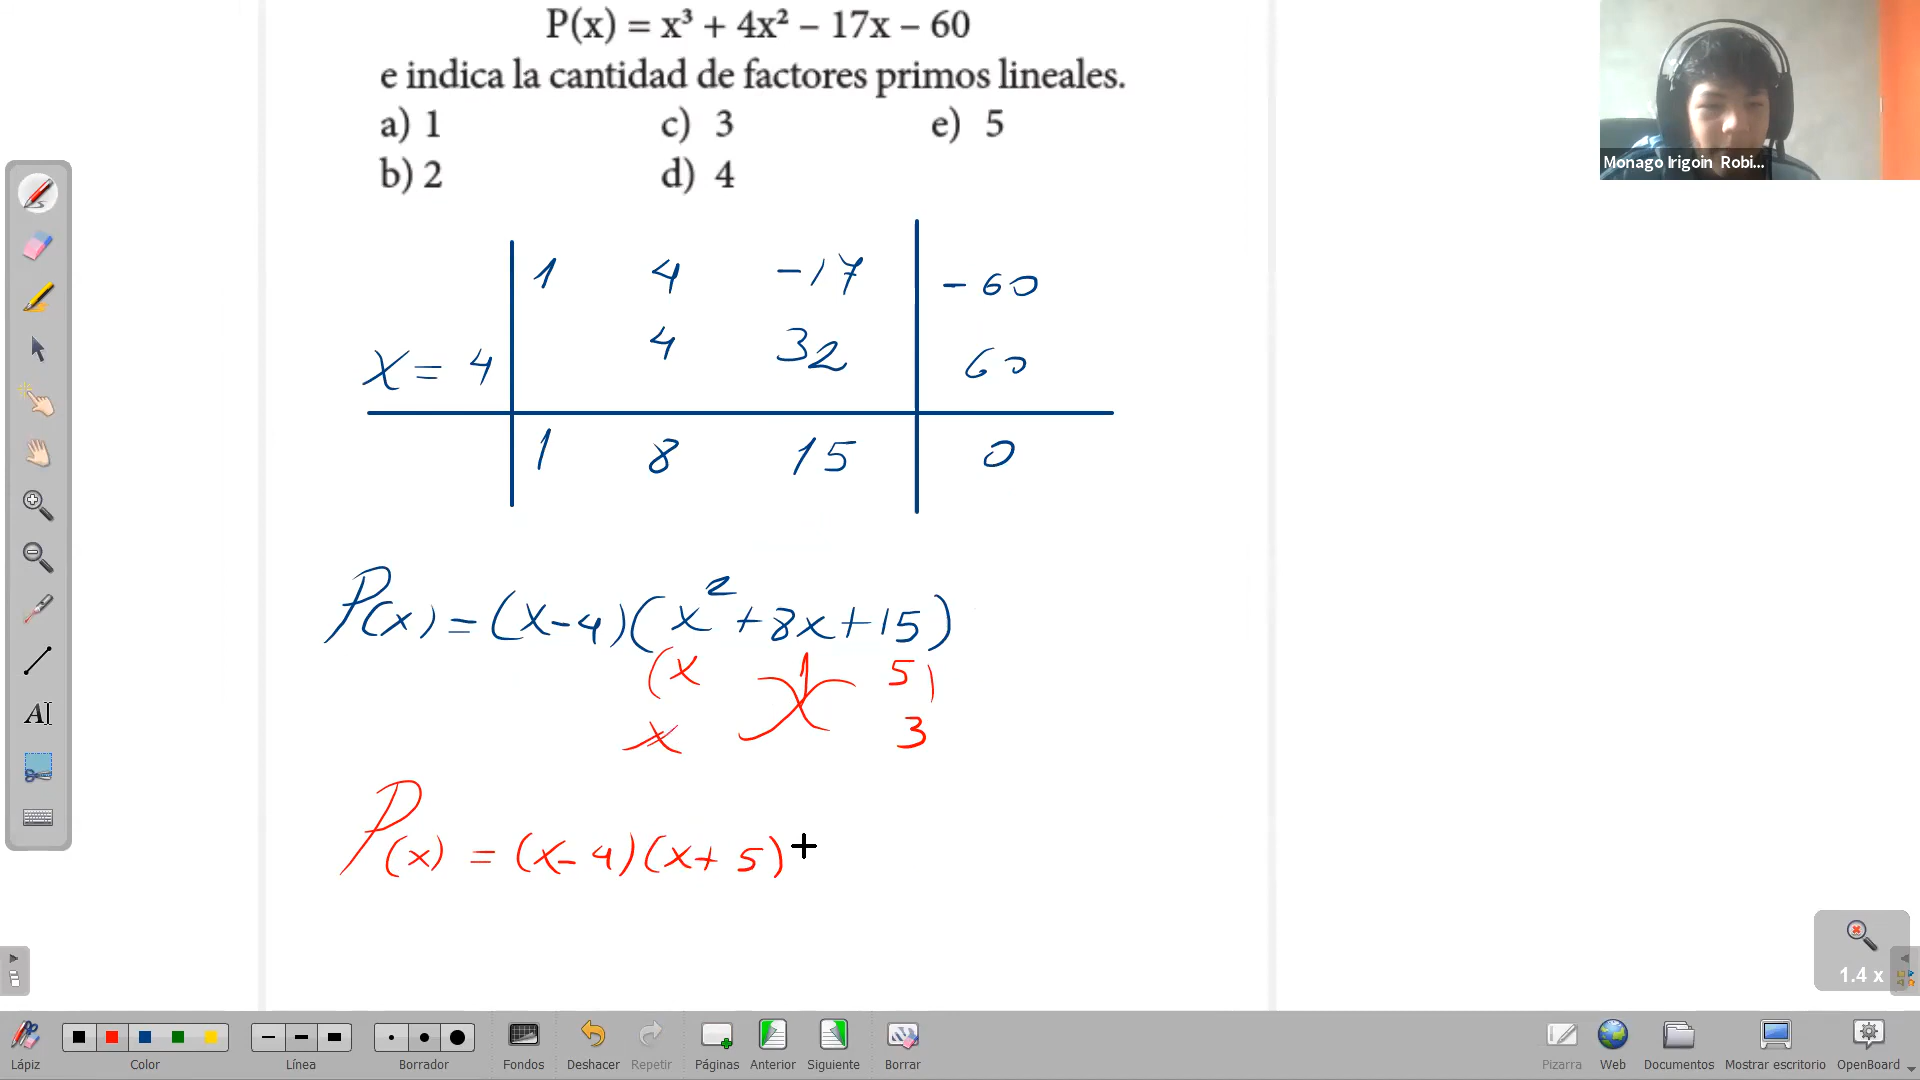 P(x) = x³ + 4x² – 17x – 60
e indica la cantidad de factores primos lineales.
a) 1 c) 3 e) 5
b) 2 d) 4
Monago Irigoin Robi...
1 4 -17 -60
x = 4 4 32 60
1 8 15 0
P(x) = (x-4)(x²+8x+15)
(x 5)
x 3
P(x) = (x-4)(x+5)
1.4 x
Lápiz Color Línea Borrador Fondos Deshacer Repetir Páginas Anterior Siguiente Borrar Pizarra Web Documentos Mostrar escritorio OpenBoard